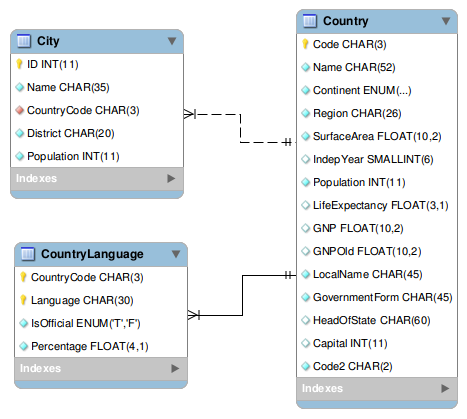 City
ID INT(11)
Name CHAR(35)
CountryCode CHAR(3)
District CHAR(20)
Population INT(11)
Indexes
CountryLanguage
CountryCode CHAR(3)
Language CHAR(30)
IsOfficial ENUM('T','F')
Percentage FLOAT(4,1)
Indexes
Country
Code CHAR(3)
Name CHAR(52)
Continent ENUM(...)
Region CHAR(26)
SurfaceArea FLOAT(10,2)
IndepYear SMALLINT(6)
Population INT(11)
LifeExpectancy FLOAT(3,1)
GNP FLOAT(10,2)
GNPOld FLOAT(10,2)
LocalName CHAR(45)
GovernmentForm CHAR(45)
HeadOfState CHAR(60)
Capital INT(11)
Code2 CHAR(2)
Indexes